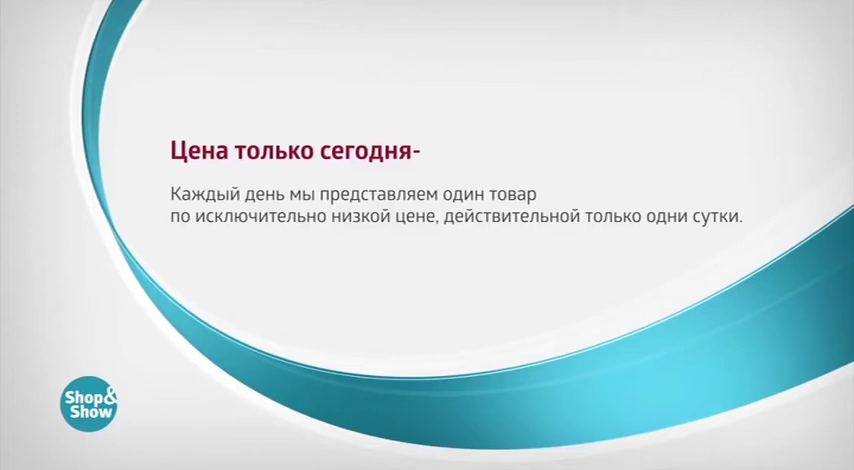 Цена только сегодня-
Каждый день мы представляем один товар
по исключительно низкой цене, действительной только одни сутки.
Shop&
Show